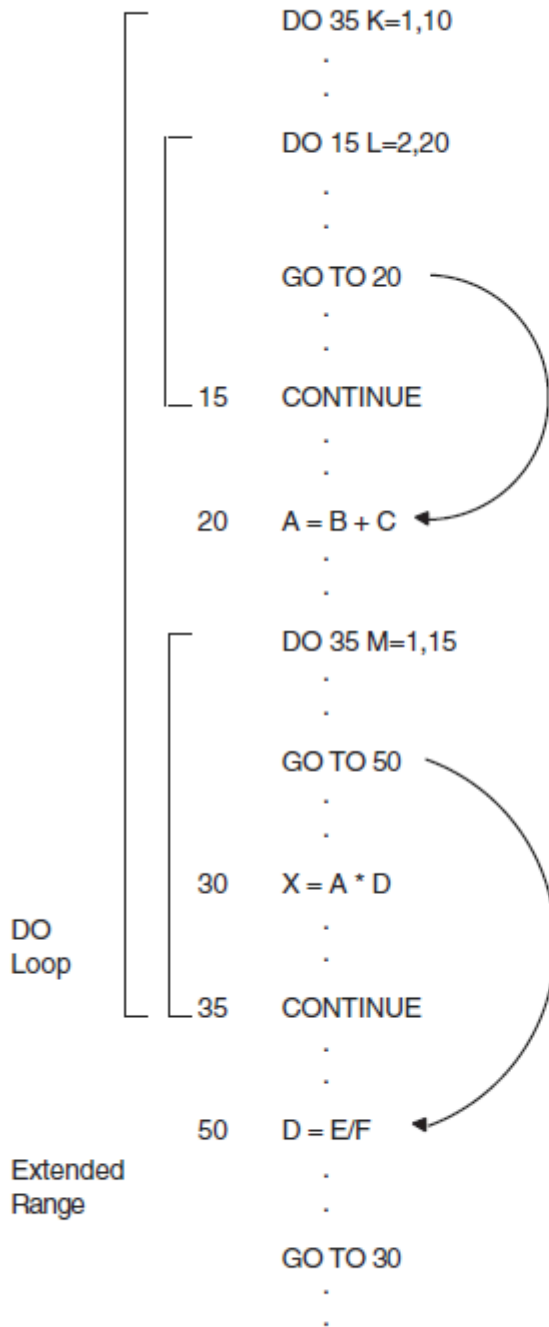 DO 35 K=1,10
.
.
DO 15 L=2,20
.
.
GO TO 20
.
.
15 CONTINUE
.
.
20 A = B + C
.
.
DO 35 M=1,15
.
.
GO TO 50
.
.
30 X = A * D
.
.
DO
Loop
35 CONTINUE
.
.
50 D = E/F
.
.
Extended
Range
GO TO 30
.
.